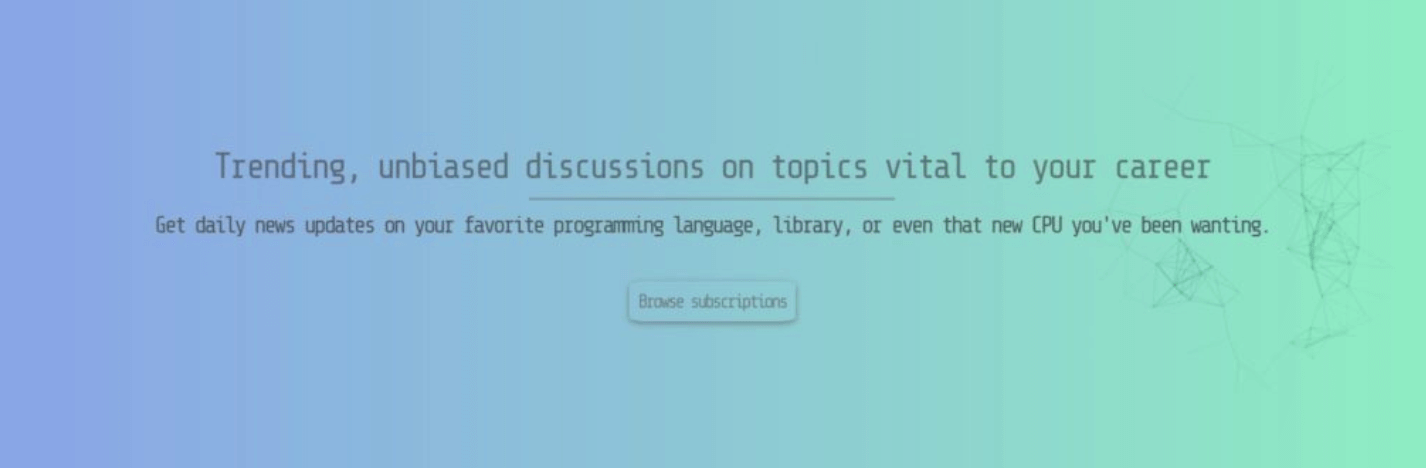 Trending, unbiased discussions on topics vital to your career
Get daily news updates on your favorite programming language, library, or even that new CPU you've been wanting.
Browse subscriptions